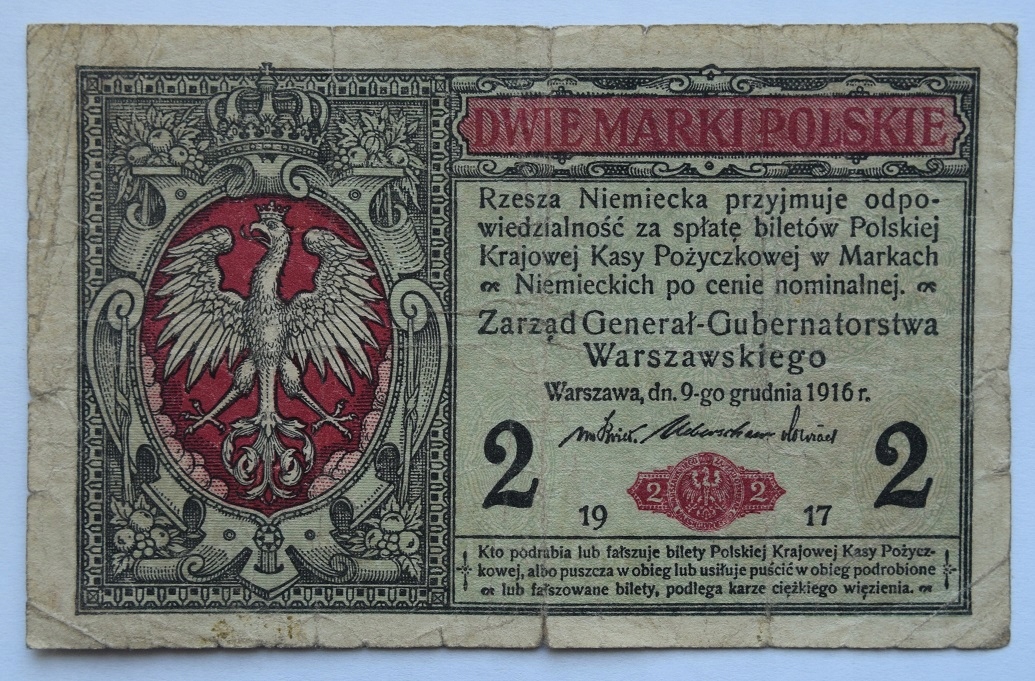 DWIE MARKI POLSKIE
Rzesza Niemiecka przyjmuje odpo-
wiedzialność za spłatę biletów Polskiej
Krajowej Kasy Pożyczkowej w Markach
Niemieckich po cenie nominalnej.
Zarząd Generał-Gubernatorstwa
Warszawskiego
Warszawa, dn. 9-go grudnia 1916 r.
2 2
2 2
19 17
Kto podrabia lub fałszuje bilety Polskiej Krajowej Kasy Pożycz-
kowej, albo puszcza w obieg lub usiłuje puścić w obieg podrobione
lub fałszowane bilety, podlega karze ciężkiego więzienia.